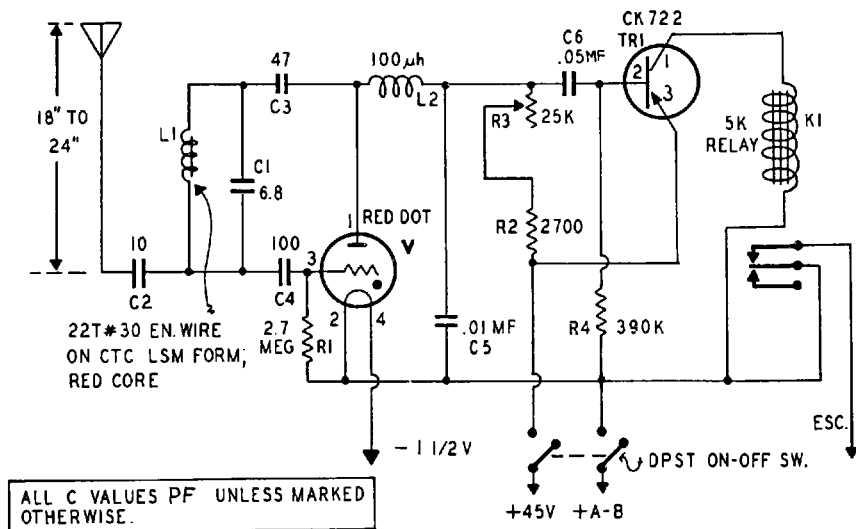 CK722
TR1
C6
.05MF
2
1
3
47
C3
100µh
L2
18" TO
24"
L1
C1
6.8
R3
25K
5K
RELAY
K1
1
RED DOT
V
R2
2700
10
C2
100
C4
3
2
4
2.7
MEG
R1
.01MF
C5
R4
390K
22T#30 EN. WIRE
ON CTC LSM FORM;
RED CORE
ESC.
-1 1/2 V
DPST ON-OFF SW.
+45V
+A-B
ALL C VALUES PF UNLESS MARKED
OTHERWISE.